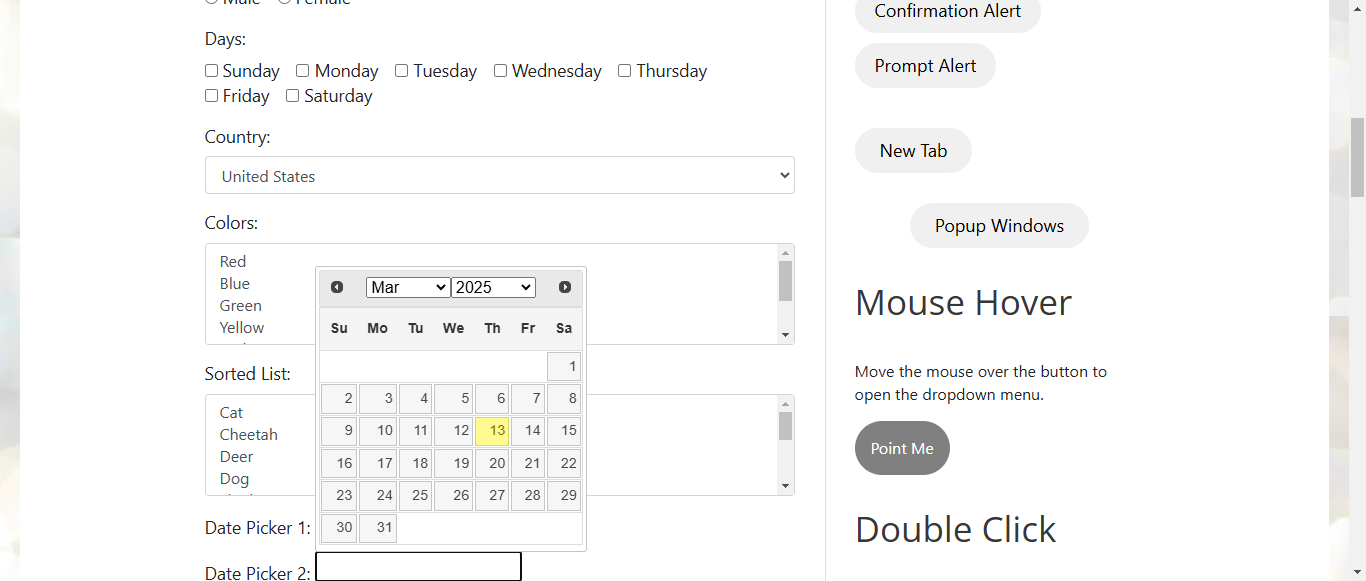 Male Female
Days:
Sunday Monday Tuesday Wednesday Thursday
Friday Saturday
Country:
United States
Colors:
Red
Blue
Green
Yellow
Sorted List:
Cat
Cheetah
Deer
Dog
Mar 2025
Su Mo Tu We Th Fr Sa
1
2 3 4 5 6 7 8
9 10 11 12 13 14 15
16 17 18 19 20 21 22
23 24 25 26 27 28 29
30 31
Date Picker 1:
Date Picker 2:
Confirmation Alert
Prompt Alert
New Tab
Popup Windows
Mouse Hover
Move the mouse over the button to
open the dropdown menu.
Point Me
Double Click